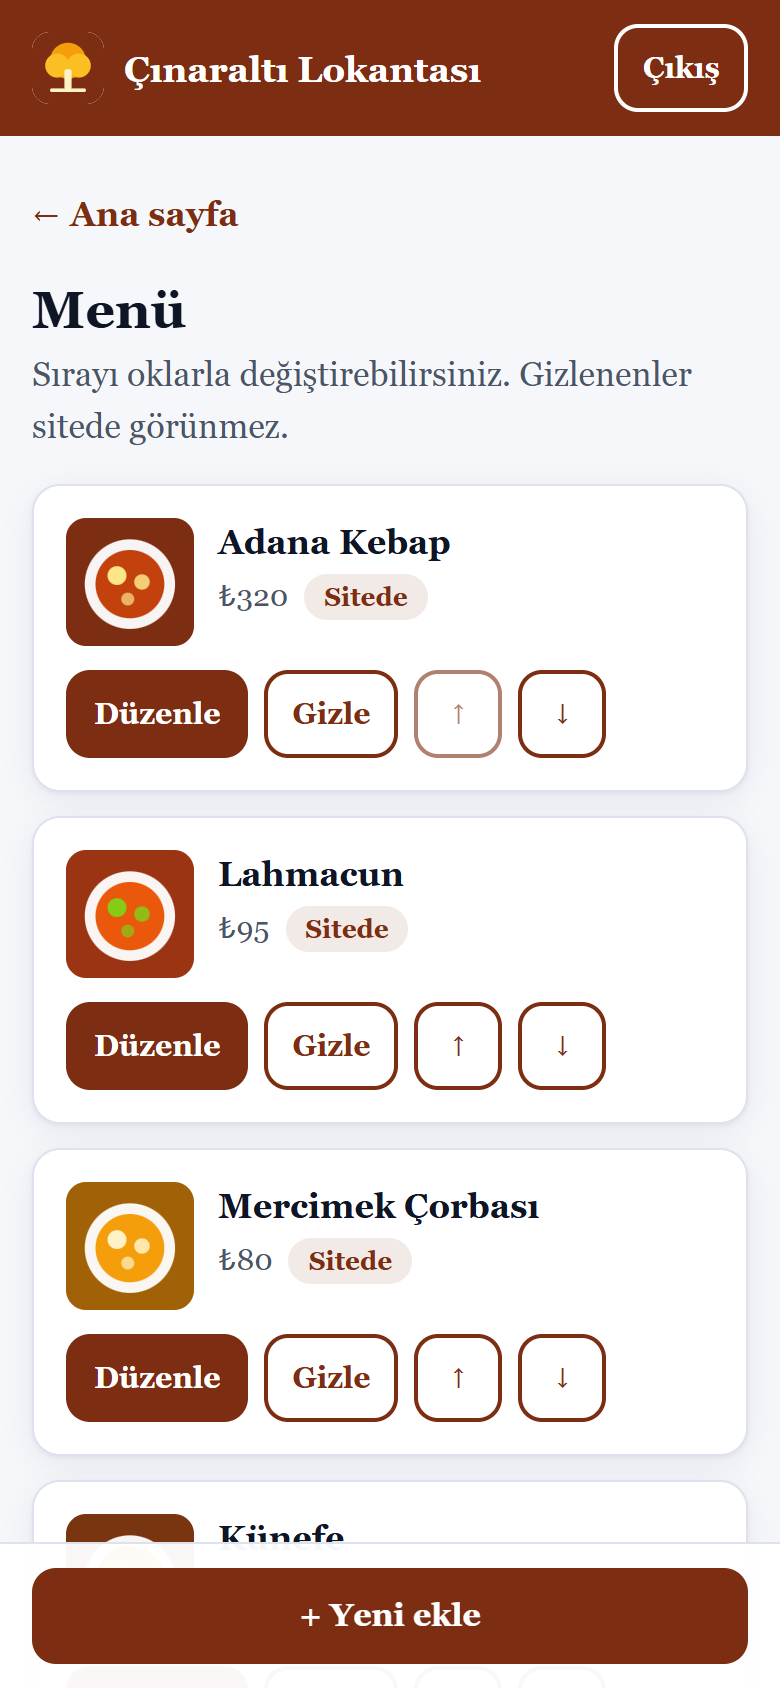 Çınaraltı Lokantası
Çıkış
← Ana sayfa
Menü
Sırayı oklarla değiştirebilirsiniz. Gizlenenler
sitede görünmez.
Adana Kebap
₺320 Sitede
Düzenle Gizle ↑ ↓
Lahmacun
₺95 Sitede
Düzenle Gizle ↑ ↓
Mercimek Çorbası
₺80 Sitede
Düzenle Gizle ↑ ↓
Künefe
+ Yeni ekle